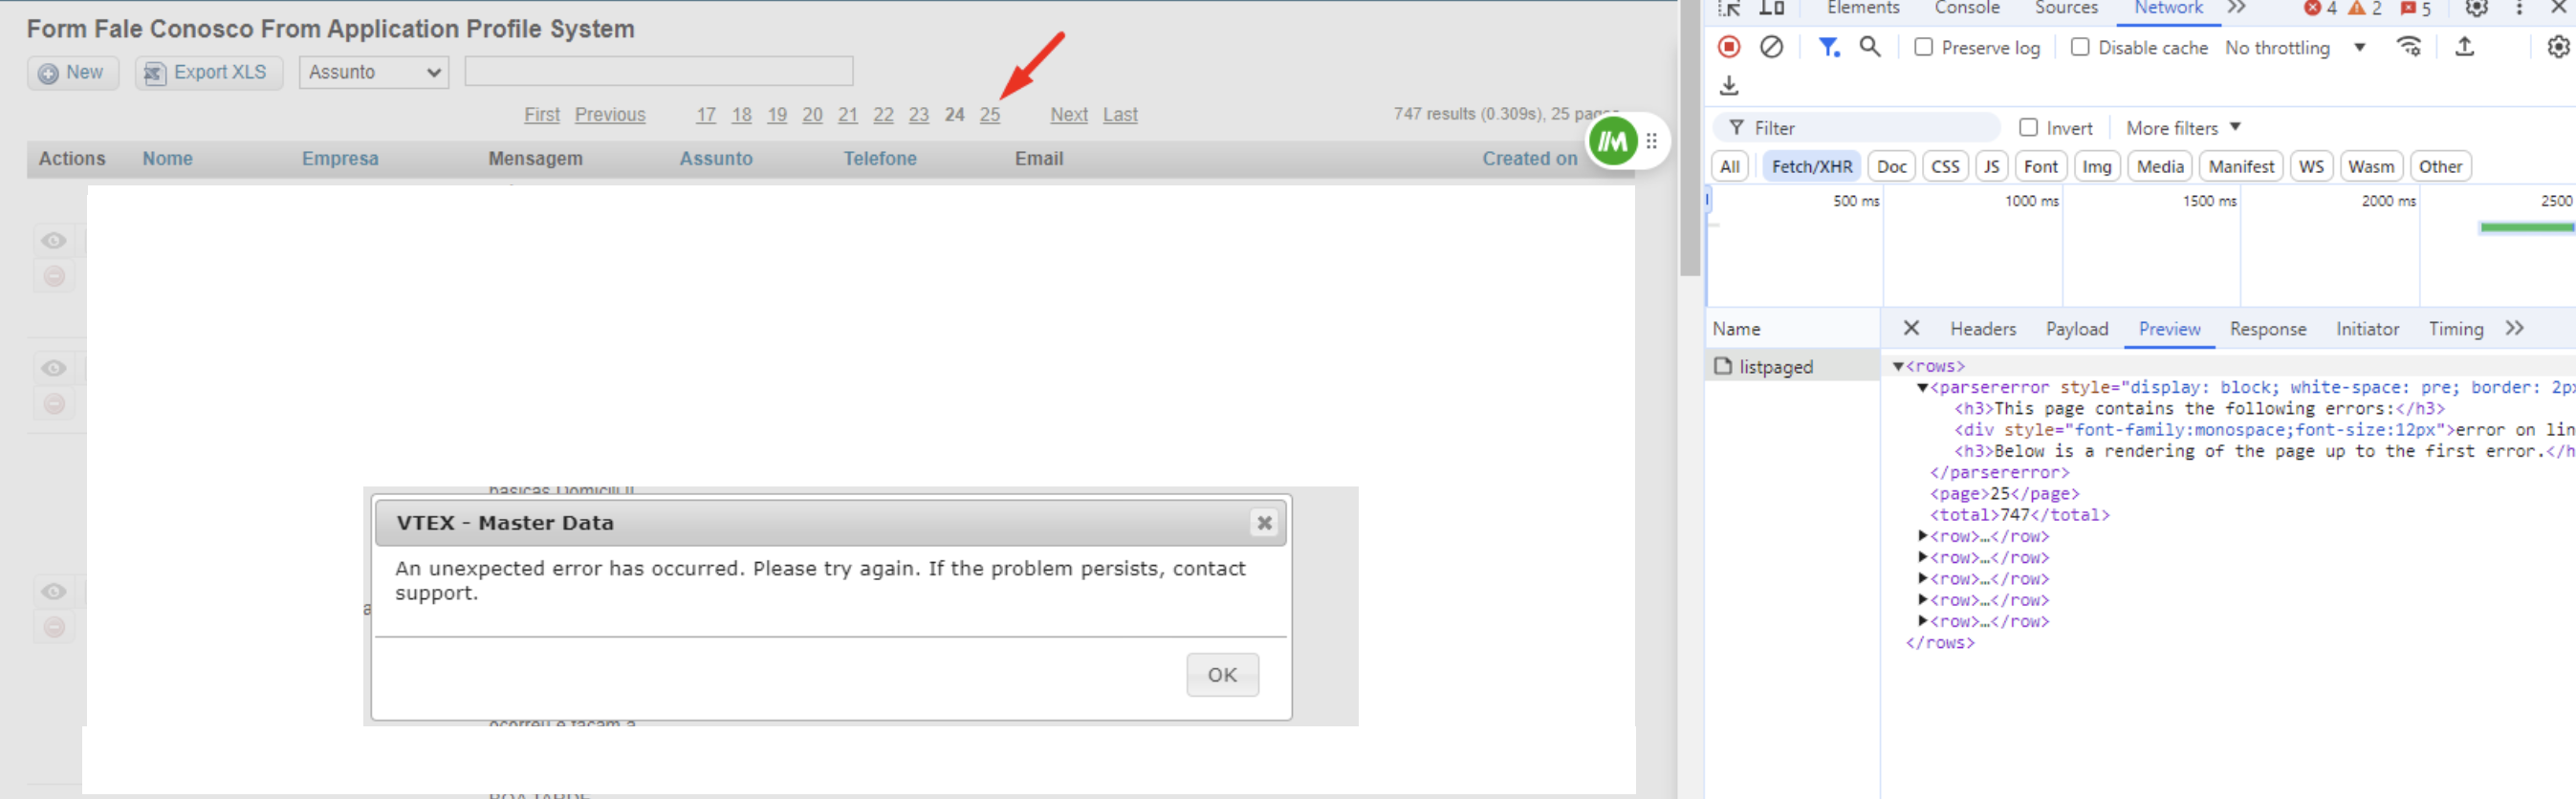 Form Fale Conosco From Application Profile System
New Export XLS Assunto
First Previous 17 18 19 20 21 22 23 24 25 Next Last 747 results (0.309s), 25
Actions Nome Empresa Mensagem Assunto Telefone Email Created on
VTEX - Master Data
An unexpected error has occurred. Please try again. If the problem persists, contact
support.
OK
BOA TARDE
Elements Console Sources Network 4 2 5
Preserve log Disable cache No throttling
Filter Invert More filters
All Fetch/XHR Doc CSS JS Font Img Media Manifest WS Wasm Other
500 ms 1000 ms 1500 ms 2000 ms 2500
Name Headers Payload Preview Response Initiator Timing
listpaged
<rows>
<parsererror style="display: block; white-space: pre; border: 2px
<h3>This page contains the following errors:</h3>
<div style="font-family:monospace;font-size:12px">error on lin
<h3>Below is a rendering of the page up to the first error.</h
</parsererror>
<page>25</page>
<total>747</total>
<row>…</row>
<row>…</row>
<row>…</row>
<row>…</row>
<row>…</row>
</rows>